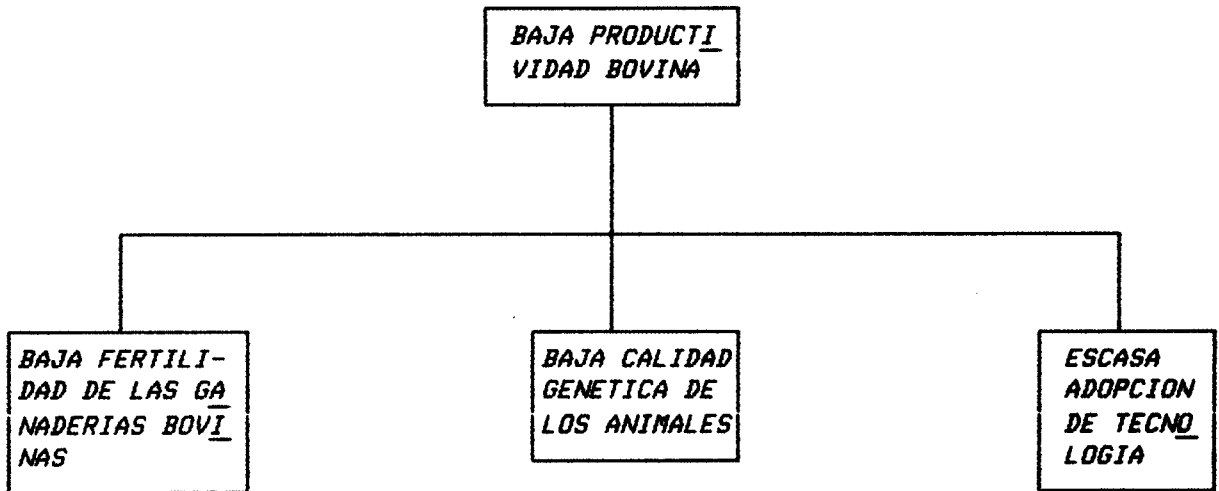 BAJA PRODUCTI
VIDAD BOVINA
BAJA FERTILI-
DAD DE LAS GA
NADERIAS BOVI
NAS
BAJA CALIDAD
GENETICA DE
LOS ANIMALES
ESCASA
ADOPCION
DE TECNO
LOGIA